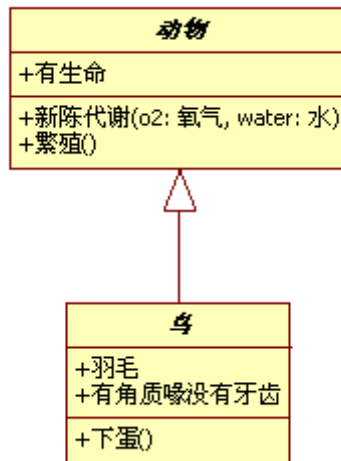 动物
+有生命
+新陈代谢(o2: 氧气, water: 水)
+繁殖()
鸟
+羽毛
+有角质喙没有牙齿
+下蛋()